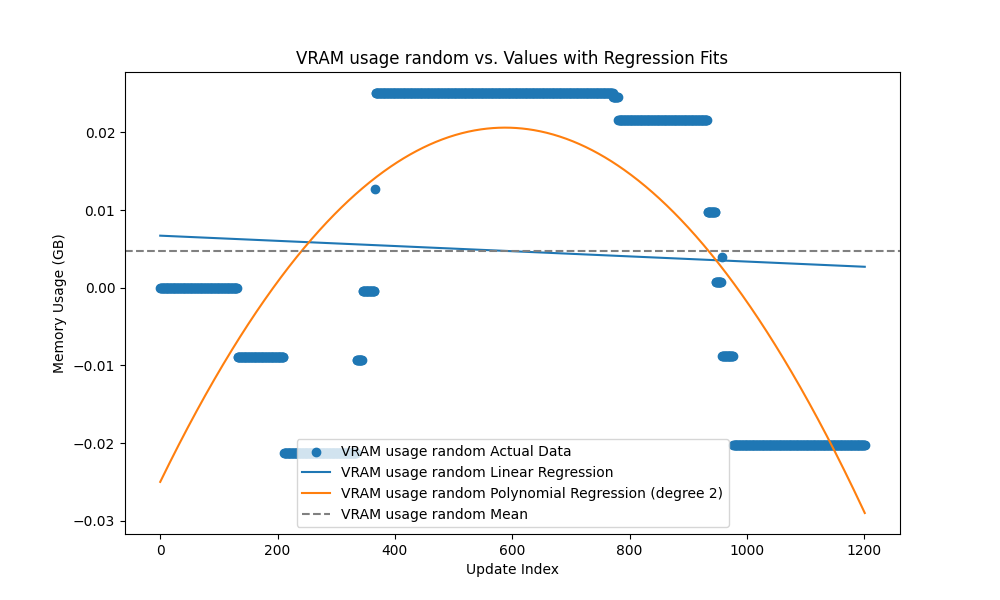 VRAM usage random vs. Values with Regression Fits
Memory Usage (GB)
0.02
0.01
0.00
−0.01
−0.02
−0.03
VRAM usage random Actual Data
VRAM usage random Linear Regression
VRAM usage random Polynomial Regression (degree 2)
VRAM usage random Mean
0 200 400 600 800 1000 1200
Update Index